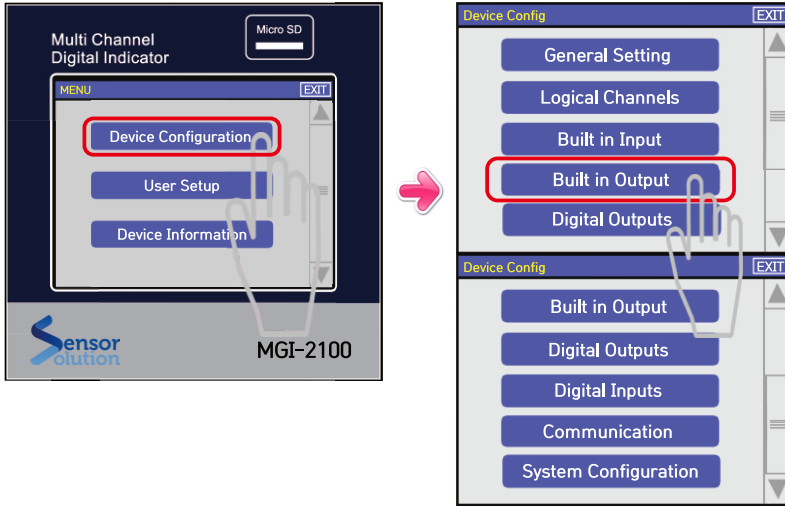 Multi Channel
Digital Indicator
Micro SD
MENU
EXIT
Device Configuration
User Setup
Device Information
Sensor
Solution
MGI-2100
Device Config
EXIT
General Setting
Logical Channels
Built in Input
Built in Output
Digital Outputs
Device Config
EXIT
Built in Output
Digital Outputs
Digital Inputs
Communication
System Configuration